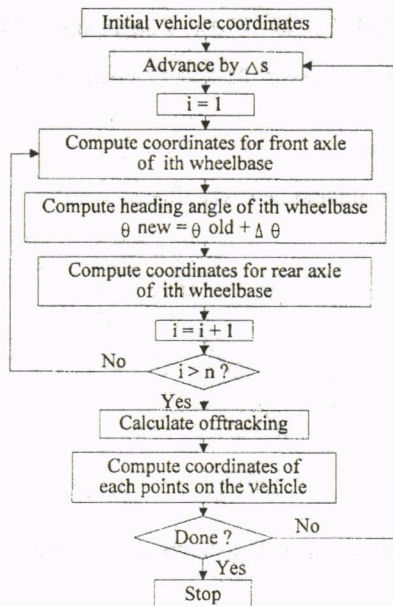 Initial vehicle coordinates
Advance by Δs
i = 1
Compute coordinates for front axle
of ith wheelbase
Compute heading angle of ith wheelbase
θ new = θ old + Δ θ
Compute coordinates for rear axle
of ith wheelbase
i = i + 1
No
i > n ?
Yes
Calculate offtracking
Compute coordinates of
each points on the vehicle
Done ?
No
Yes
Stop